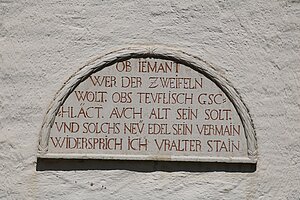 OB IEMANT
WER DER ZWEIFELN
WOLT. OBS TEVFLISCH GSC-
HLÄCT. AVCH ALT SEIN SOLT.
VND SOLCHS NEV̈ EDEL SEIN VERMAIN
WIDERSPRICH ICH VRALTER STAIN